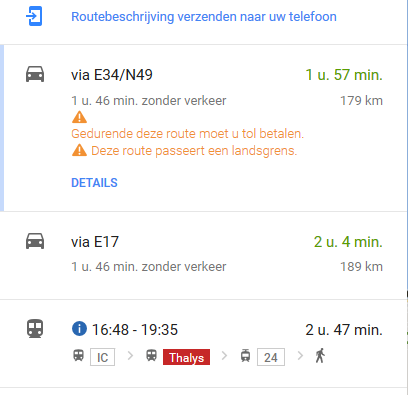 Routebeschrijving verzenden naar uw telefoon
via E34/N49 1 u. 57 min.
1 u. 46 min zonder verkeer 179 km
Gedurende deze route moet u tol betalen.
Deze route passeert een landsgrens.
DETAILS
via E17 2 u. 4 min.
1 u. 46 min. zonder verkeer 189 km
16:48 - 19:35 2 u. 47 min.
IC Thalys 24